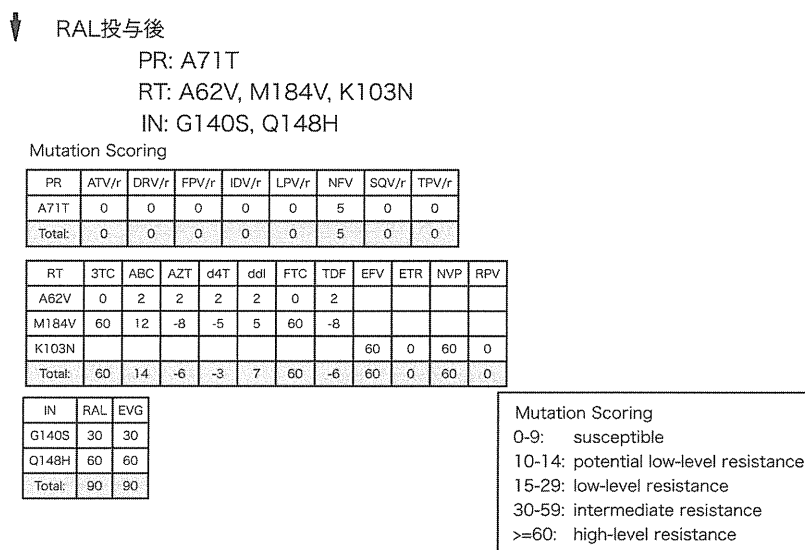 RAL投与後
PR: A71T
RT: A62V, M184V, K103N
IN: G140S, Q148H
Mutation Scoring
PR ATV/r DRV/r FPV/r IDV/r LPV/r NFV SQV/r TPV/r
A71T 0 0 0 0 0 5 0 0
Total: 0 0 0 0 0 5 0 0
RT 3TC ABC AZT d4T ddI FTC TDF EFV ETR NVP RPV
A62V 0 2 2 2 2 0 2
M184V 60 12 -8 -5 5 60 -8
K103N 60 0 60 0
Total: 60 14 -6 -3 7 60 -6 60 0 60 0
IN RAL EVG
G140S 30 30
Q148H 60 60
Total: 90 90
Mutation Scoring
0-9: susceptible
10-14: potential low-level resistance
15-29: low-level resistance
30-59: intermediate resistance
>=60: high-level resistance